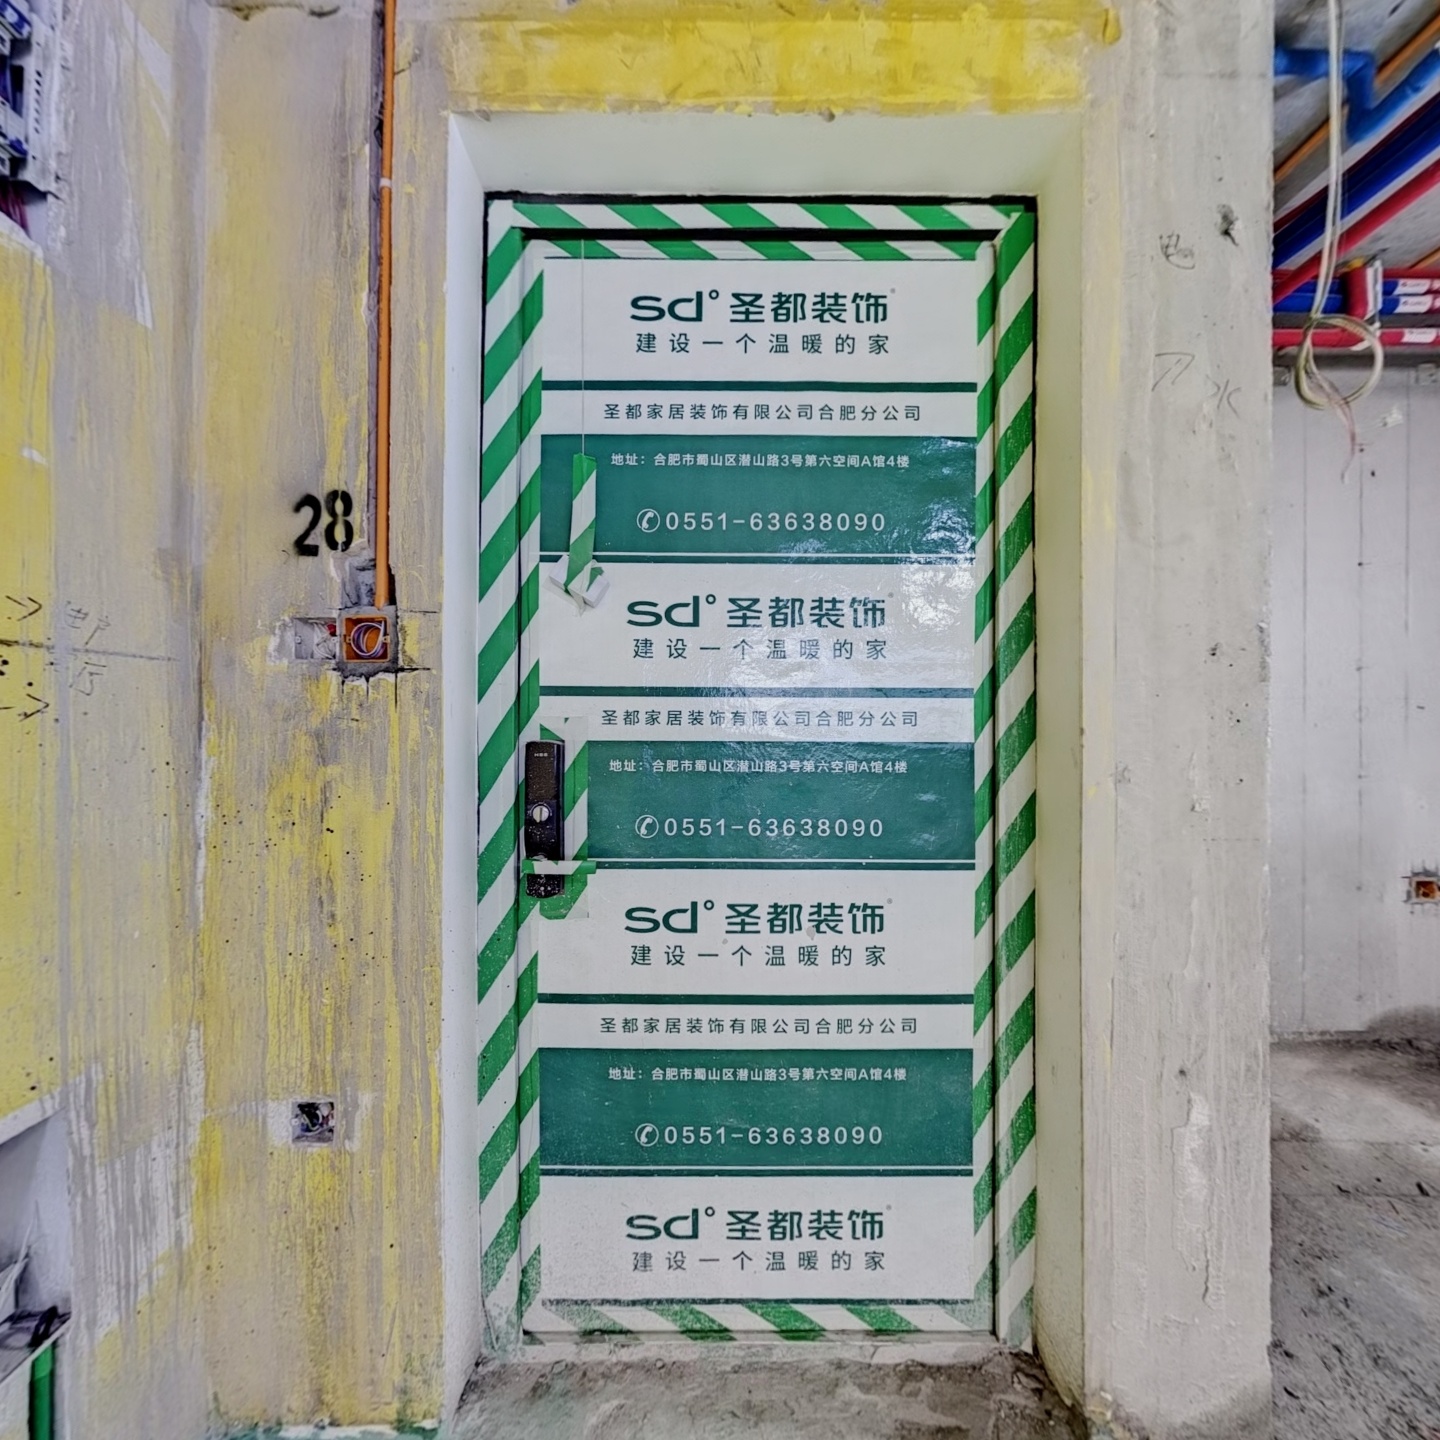 sd°圣都装饰
建设一个温暖的家
圣都家居装饰有限公司合肥分公司
地址：合肥市蜀山区潜山路3号第六空间A馆4楼
0551-63638090
28
sd°圣都装饰
建设一个温暖的家
圣都家居装饰有限公司合肥分公司
地址：合肥市蜀山区潜山路3号第六空间A馆4楼
0551-63638090
sd°圣都装饰
建设一个温暖的家
圣都家居装饰有限公司合肥分公司
地址：合肥市蜀山区潜山路3号第六空间A馆4楼
0551-63638090
sd°圣都装饰
建设一个温暖的家